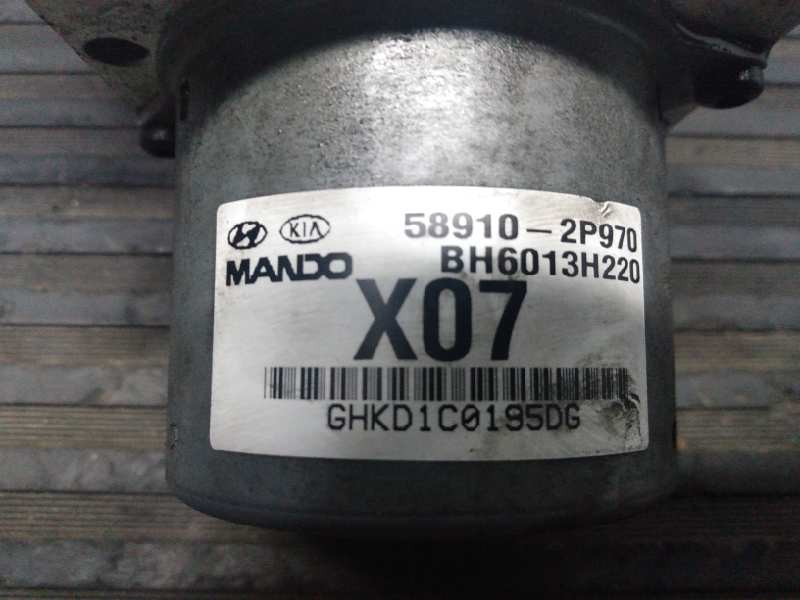 KIA 58910-2P970
MANDO BH6013H220
X07
GHKD1C0195DG